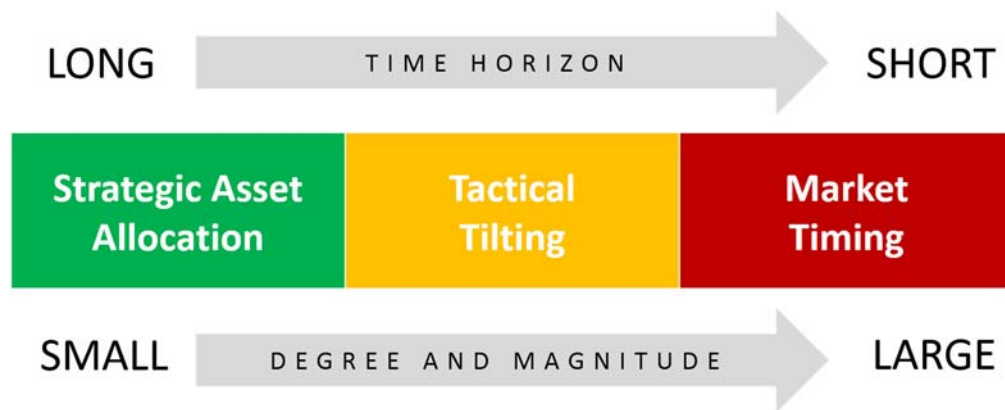 LONG TIME HORIZON SHORT
Strategic Asset Tactical Market
Allocation Tilting Timing
SMALL DEGREE AND MAGNITUDE LARGE